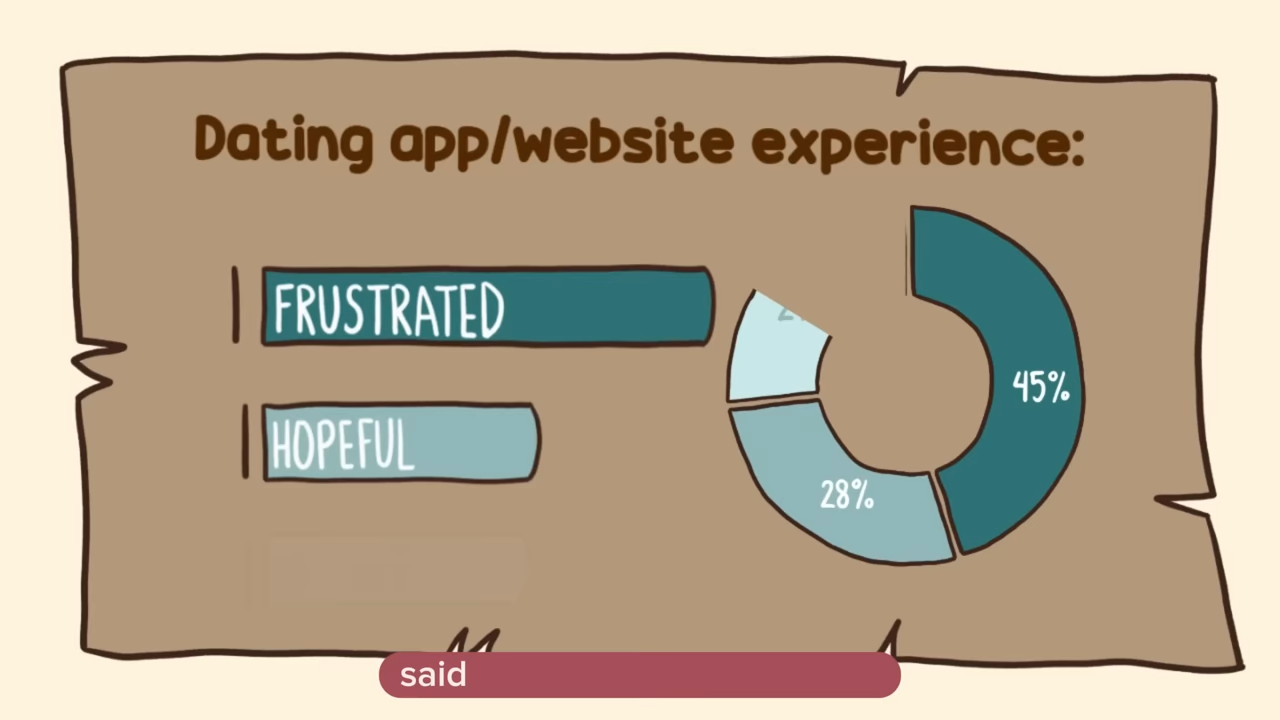 Dating app/website experience:
FRUSTRATED
45%
HOPEFUL
28%
said